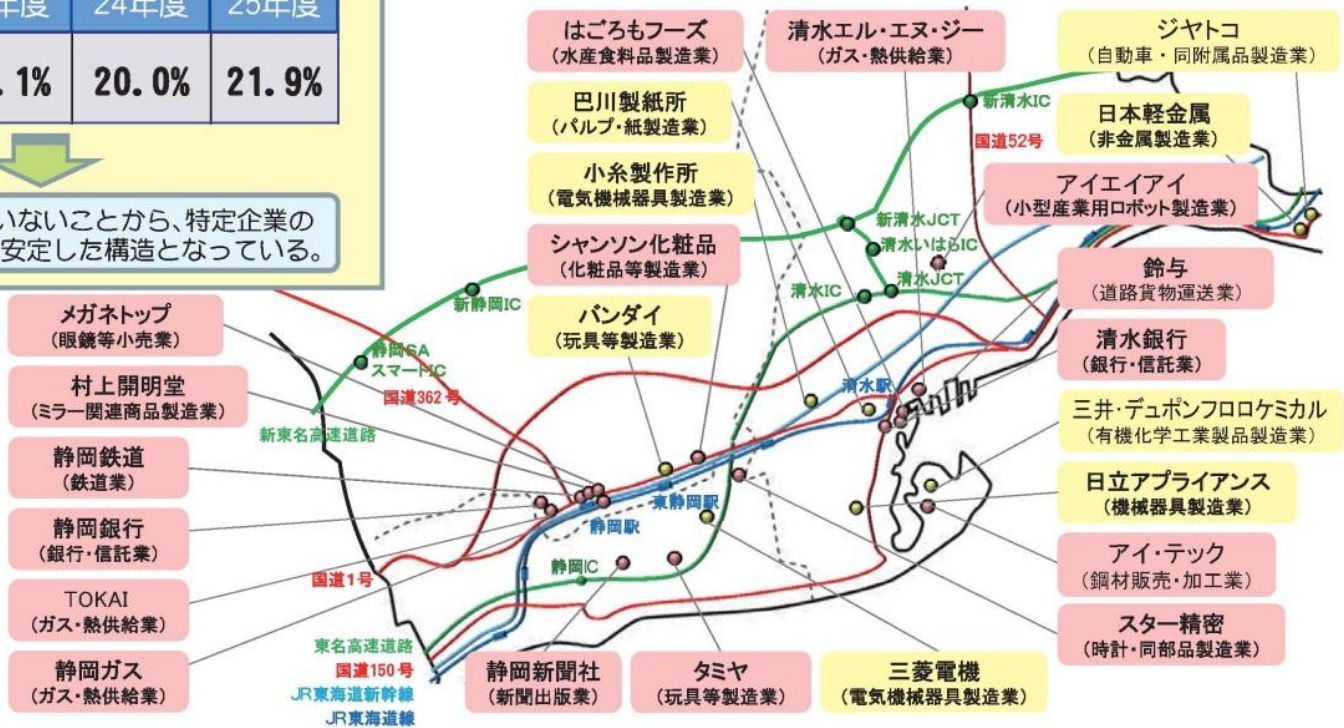 年度 24年度 25年度
.1% 20.0% 21.9%
いないことから、特定企業の
安定した構造となっている。
はごろもフーズ
(水産食料品製造業)
清水エル・エヌ・ジー
(ガス・熱供給業)
ジヤトコ
(自動車・同附属品製造業)
巴川製紙所
(パルプ・紙製造業)
日本軽金属
(非金属製造業)
小糸製作所
(電気機械器具製造業)
アイエイアイ
(小型産業用ロボット製造業)
シャンソン化粧品
(化粧品等製造業)
鈴与
(道路貨物運送業)
バンダイ
(玩具等製造業)
清水銀行
(銀行・信託業)
メガネトップ
(眼鏡等小売業)
村上開明堂
(ミラー関連商品製造業)
三井・デュポンフロロケミカル
(有機化学工業製品製造業)
静岡鉄道
(鉄道業)
日立アプライアンス
(機械器具製造業)
静岡銀行
(銀行・信託業)
アイ・テック
(鋼材販売・加工業)
TOKAI
(ガス・熱供給業)
スター精密
(時計・同部品製造業)
静岡ガス
(ガス・熱供給業)
静岡新聞社
(新聞出版業)
タミヤ
(玩具等製造業)
三菱電機
(電気機械器具製造業)
新清水IC
国道52号
新清水JCT
清水いはらIC
清水JCT
清水IC
新静岡IC
静岡SA
スマートIC
国道362号
新東名高速道路
清水駅
東静岡駅
静岡駅
静岡IC
国道1号
東名高速道路
国道150号
JR東海道新幹線
JR東海道線